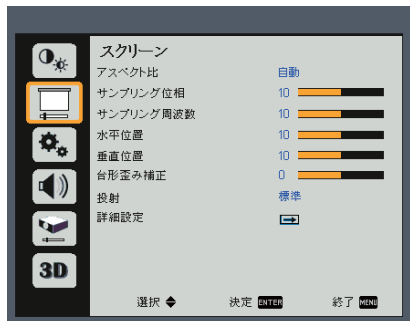 スクリーン
アスペクト比 自動
サンプリング位相 10
サンプリング周波数 10
水平位置 10
垂直位置 10
台形歪み補正 0
投射 標準
詳細設定
3D
選択 決定 ENTER 終了 MENU